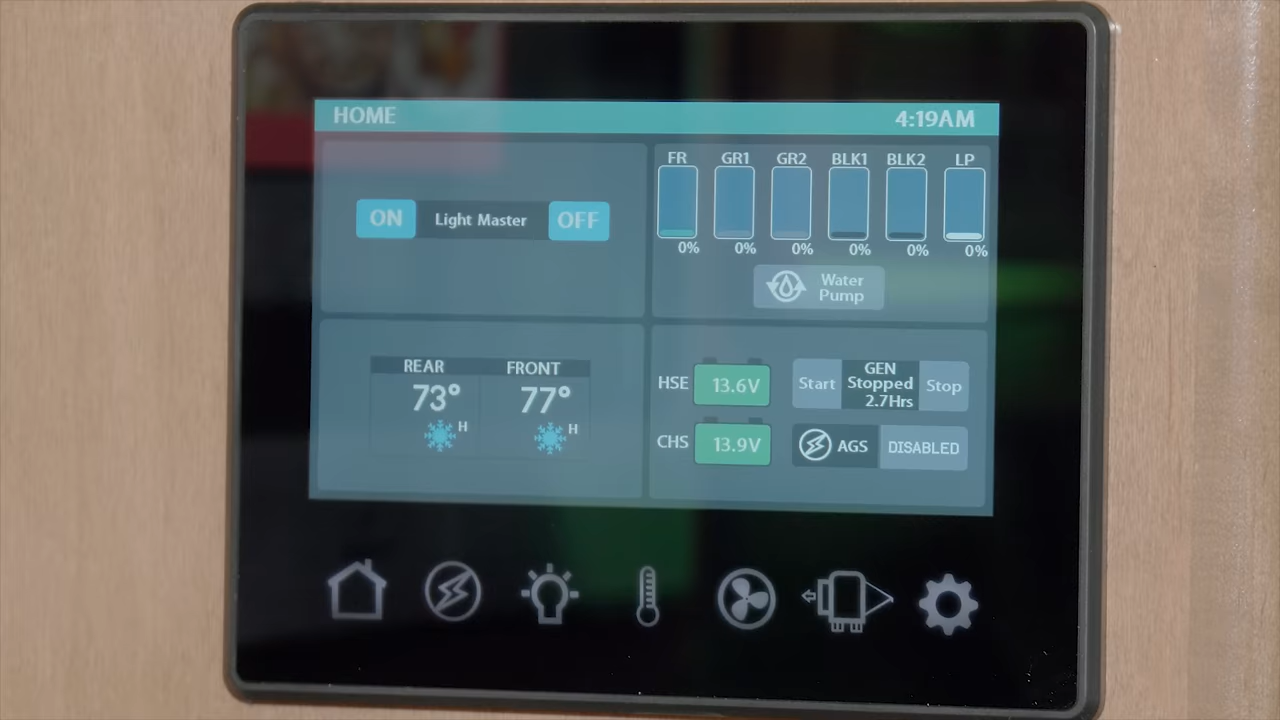 HOME
4:19AM
ON
Light Master
OFF
FR
GR1
GR2
BLK1
BLK2
LP
0%
0%
0%
0%
0%
0%
Water
Pump
REAR
FRONT
73°
77°
H
H
HSE
13.6V
Start
GEN
Stopped
2.7Hrs
Stop
CHS
13.9V
AGS
DISABLED